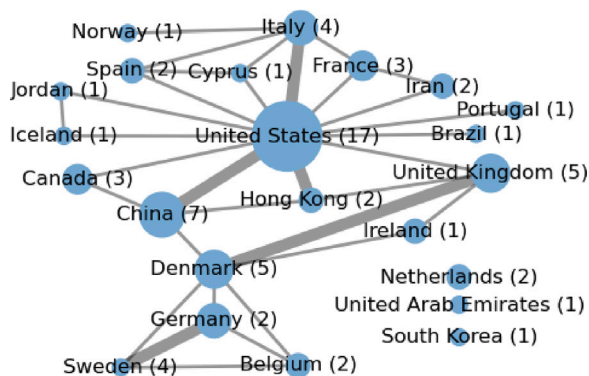 Italy (4)
Norway (1)
Spain (2)
Cyprus (1)
France (3)
Jordan (1)
Iran (2)
Portugal (1)
Iceland (1)
United States (17)
Brazil (1)
Canada (3)
United Kingdom (5)
Hong Kong (2)
China (7)
Ireland (1)
Denmark (5)
Netherlands (2)
United Arab Emirates (1)
Germany (2)
South Korea (1)
Sweden (4)
Belgium (2)